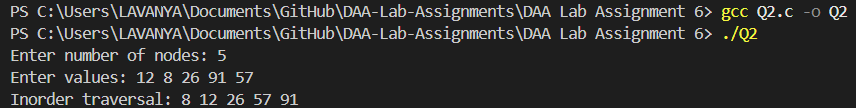 PS C:\Users\LAVANYA\Documents\GitHub\DAA-Lab-Assignments\DAA Lab Assignment 6> gcc Q2.c -o Q2
PS C:\Users\LAVANYA\Documents\GitHub\DAA-Lab-Assignments\DAA Lab Assignment 6> ./Q2
Enter number of nodes: 5
Enter values: 12 8 26 91 57
Inorder traversal: 8 12 26 57 91